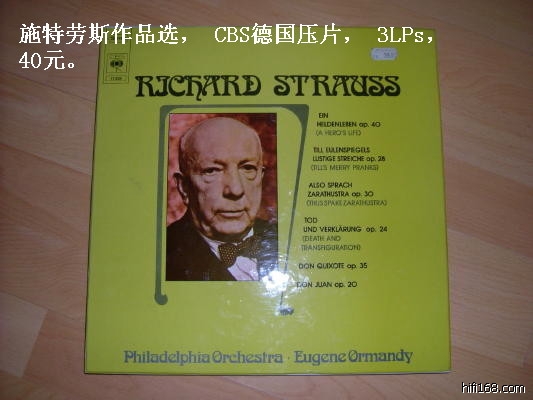 施特劳斯作品选， CBS德国压片， 3LPs，
40元。
CBS
RICHARD STRAUSS
EIN
HELDENLEBEN op. 40
(A HERO'S LIFE)
TILL EULENSPIEGELS
LUSTIGE STREICHE op. 28
(TILL'S MERRY PRANKS)
ALSO SPRACH
ZARATHUSTRA op. 30
(THUS SPAKE ZARATHUSTRA)
TOD
UND VERKLÄRUNG op. 24
(DEATH AND
TRANSFIGURATION)
DON QUIXOTE op. 35
DON JUAN op. 20
Philadelphia Orchestra · Eugene Ormandy
hifi168.com